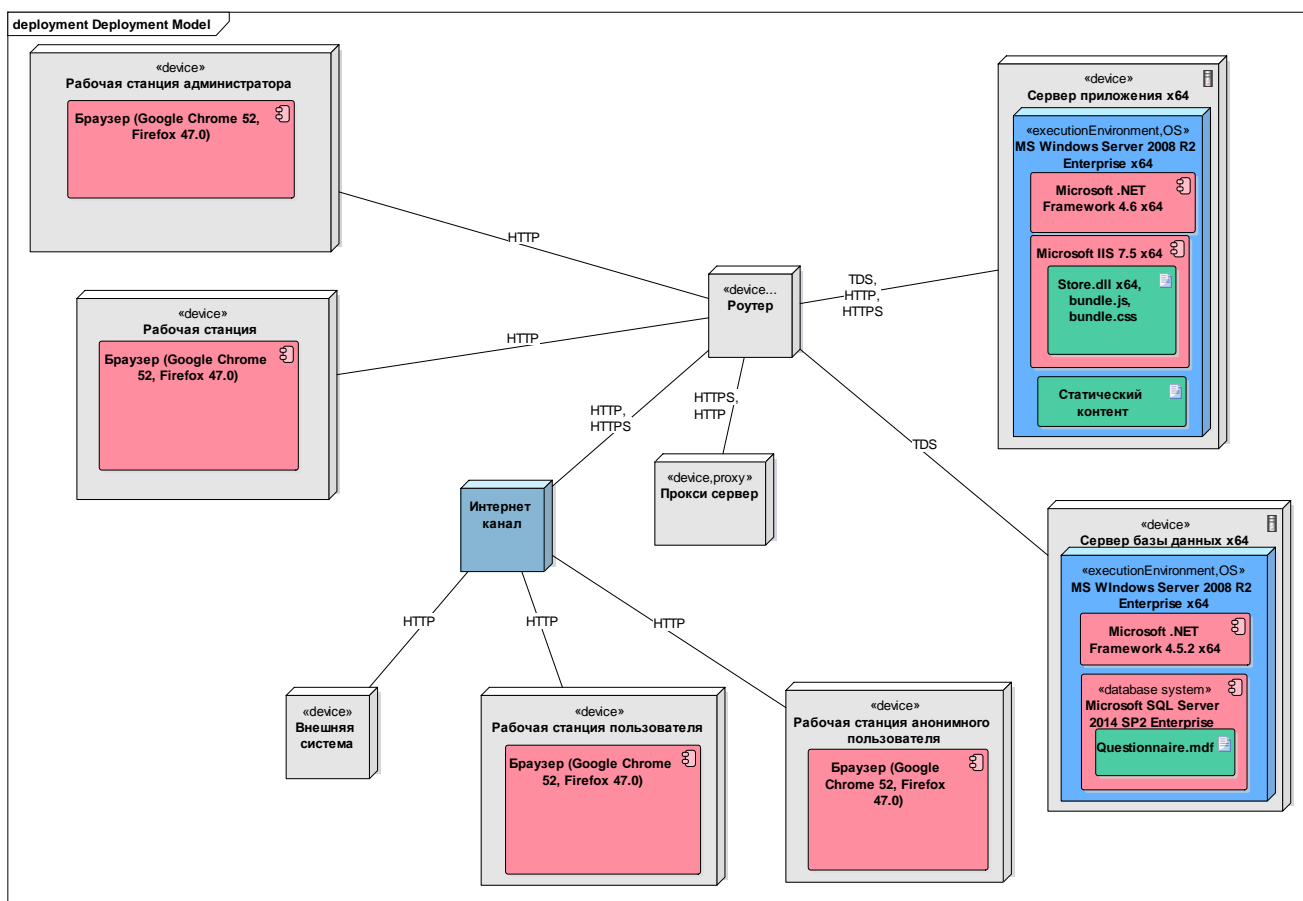 deployment Deployment Model
«device»
Рабочая станция администратора
Браузер (Google Chrome 52,
Firefox 47.0)
«device»
Рабочая станция
Браузер (Google Chrome
52, Firefox 47.0)
HTTP
HTTP
«device...
Роутер
TDS,
HTTP,
HTTPS
«device»
Сервер приложения x64
«executionEnvironment,OS»
MS Windows Server 2008 R2
Enterprise x64
Microsoft .NET
Framework 4.6 x64
Microsoft IIS 7.5 x64
Store.dll x64,
bundle.js,
bundle.css
Статический
контент
HTTP,
HTTPS
HTTPS,
HTTP
TDS
«device,proxy»
Прокси сервер
Интернет
канал
«device»
Сервер базы данных x64
«executionEnvironment,OS»
MS WIndows Server 2008 R2
Enterprise x64
Microsoft .NET
Framework 4.5.2 x64
«database system»
Microsoft SQL Server
2014 SP2 Enterprise
Questionnaire.mdf
HTTP
HTTP
HTTP
«device»
Внешняя
система
«device»
Рабочая станция пользователя
Браузер (Google Chrome
52, Firefox 47.0)
«device»
Рабочая станция анонимного
пользователя
Браузер (Google
Chrome 52, Firefox
47.0)